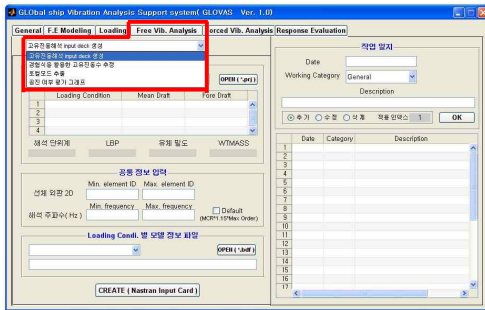 GLObal ship Vibration Analysis Support system( GLOVAS Ver. 1.0)
General F.E Modeling Loading Free Vib. Analysis Forced Vib. Analysis Response Evaluation
고유진동해석 input deck 생성
고유진동해석 input deck 생성
경험식을 활용한 고유진동수 추정
호컬모드 추출
공진 여부 평가 그래프
OPEN ( *.prj )
Loading Condition Mean Draft Fore Draft
1
2
3
4
해석 단위계 LBP 유체 밀도 WTMASS
공통 정보 입력
Min. element ID Max. element ID
선체 외판 2D
Min. frequency Max. frequency
해석 주파수( Hz )
Default
(MCR*1.15*Max Order)
Loading Condi. 별 모델 정보 파일
OPEN ( *.bdf )
CREATE ( Nastran Input Card )
작업 일지
Date
Working Category General
Description
추 가 수 정 삭 제 적용 인덱스 1 OK
Date Category Description
1
2
3
4
5
6
7
8
9
10
11
12
13
14
15
16
17